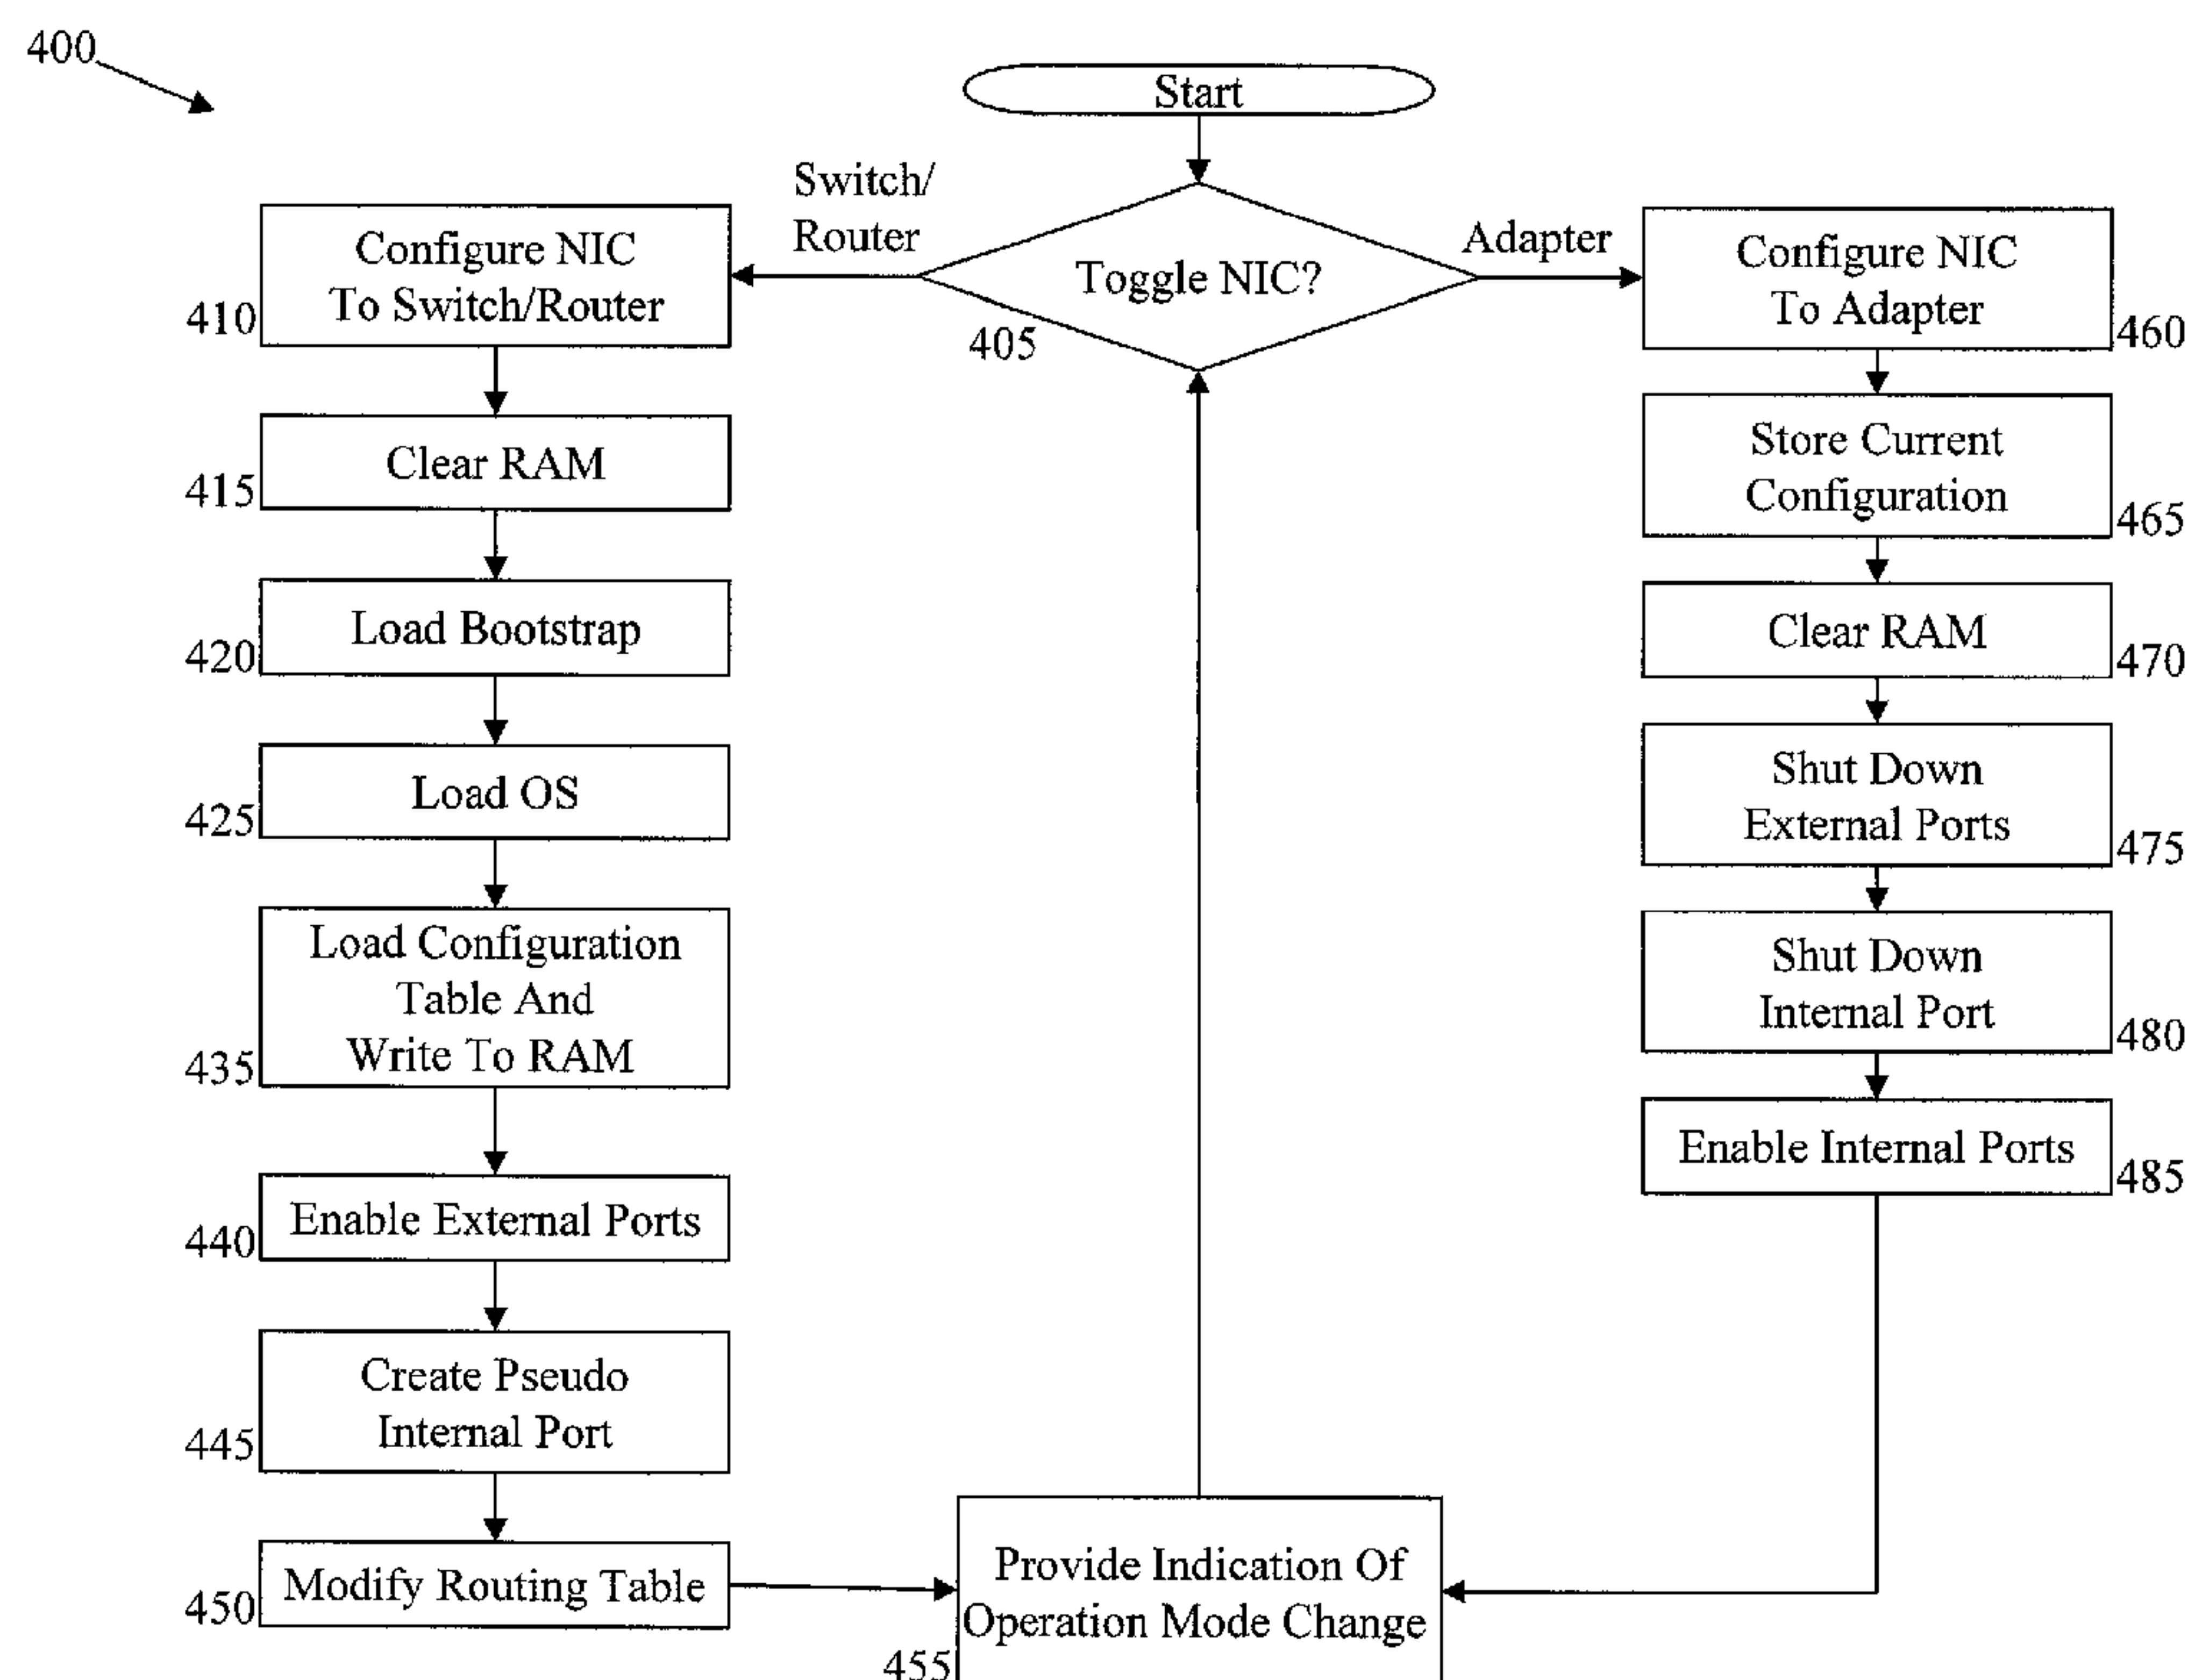 400
Start
Switch/
Router
Adapter
Toggle NIC?
405
Configure NIC
To Switch/Router
410
Clear RAM
415
Load Bootstrap
420
Load OS
425
Load Configuration
Table And
Write To RAM
435
Enable External Ports
440
Create Pseudo
Internal Port
445
Modify Routing Table
450
Configure NIC
To Adapter
460
Store Current
Configuration
465
Clear RAM
470
Shut Down
External Ports
475
Shut Down
Internal Port
480
Enable Internal Ports
485
Provide Indication Of
Operation Mode Change
455